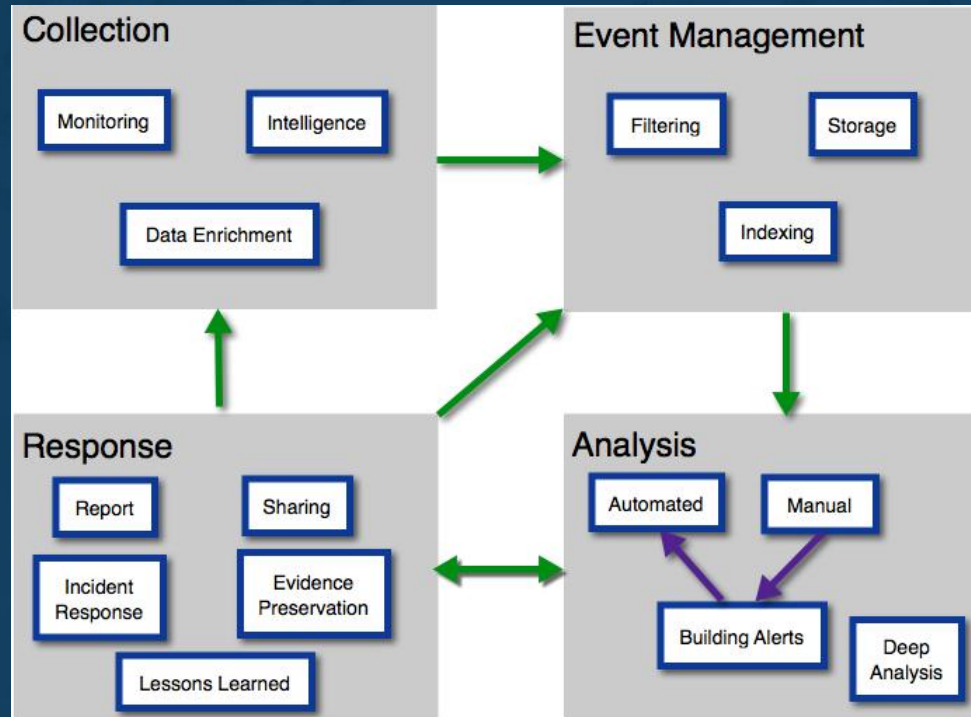 Collection
Monitoring
Intelligence
Data Enrichment
Event Management
Filtering
Storage
Indexing
Response
Report
Sharing
Incident
Response
Evidence
Preservation
Lessons Learned
Analysis
Automated
Manual
Building Alerts
Deep
Analysis